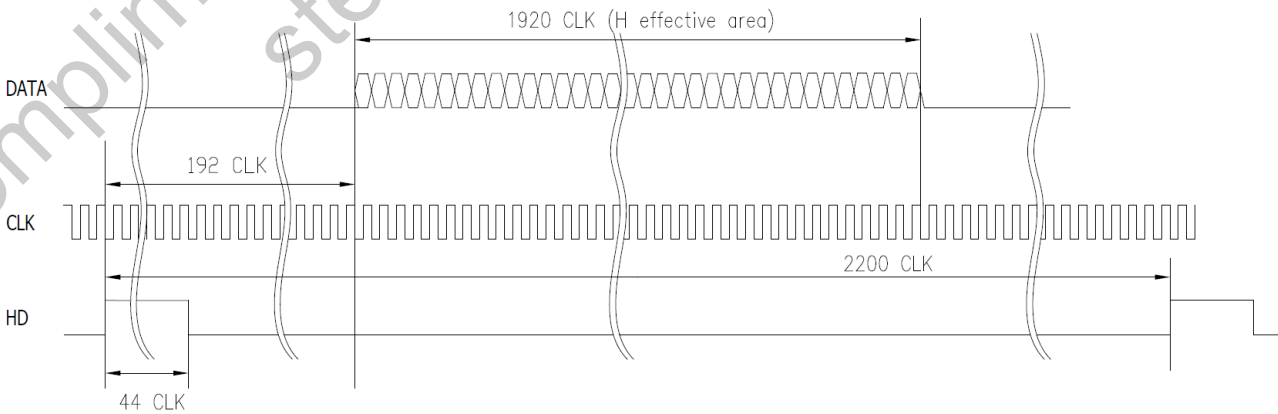 1920 CLK (H effective area)
DATA
192 CLK
CLK
2200 CLK
HD
44 CLK